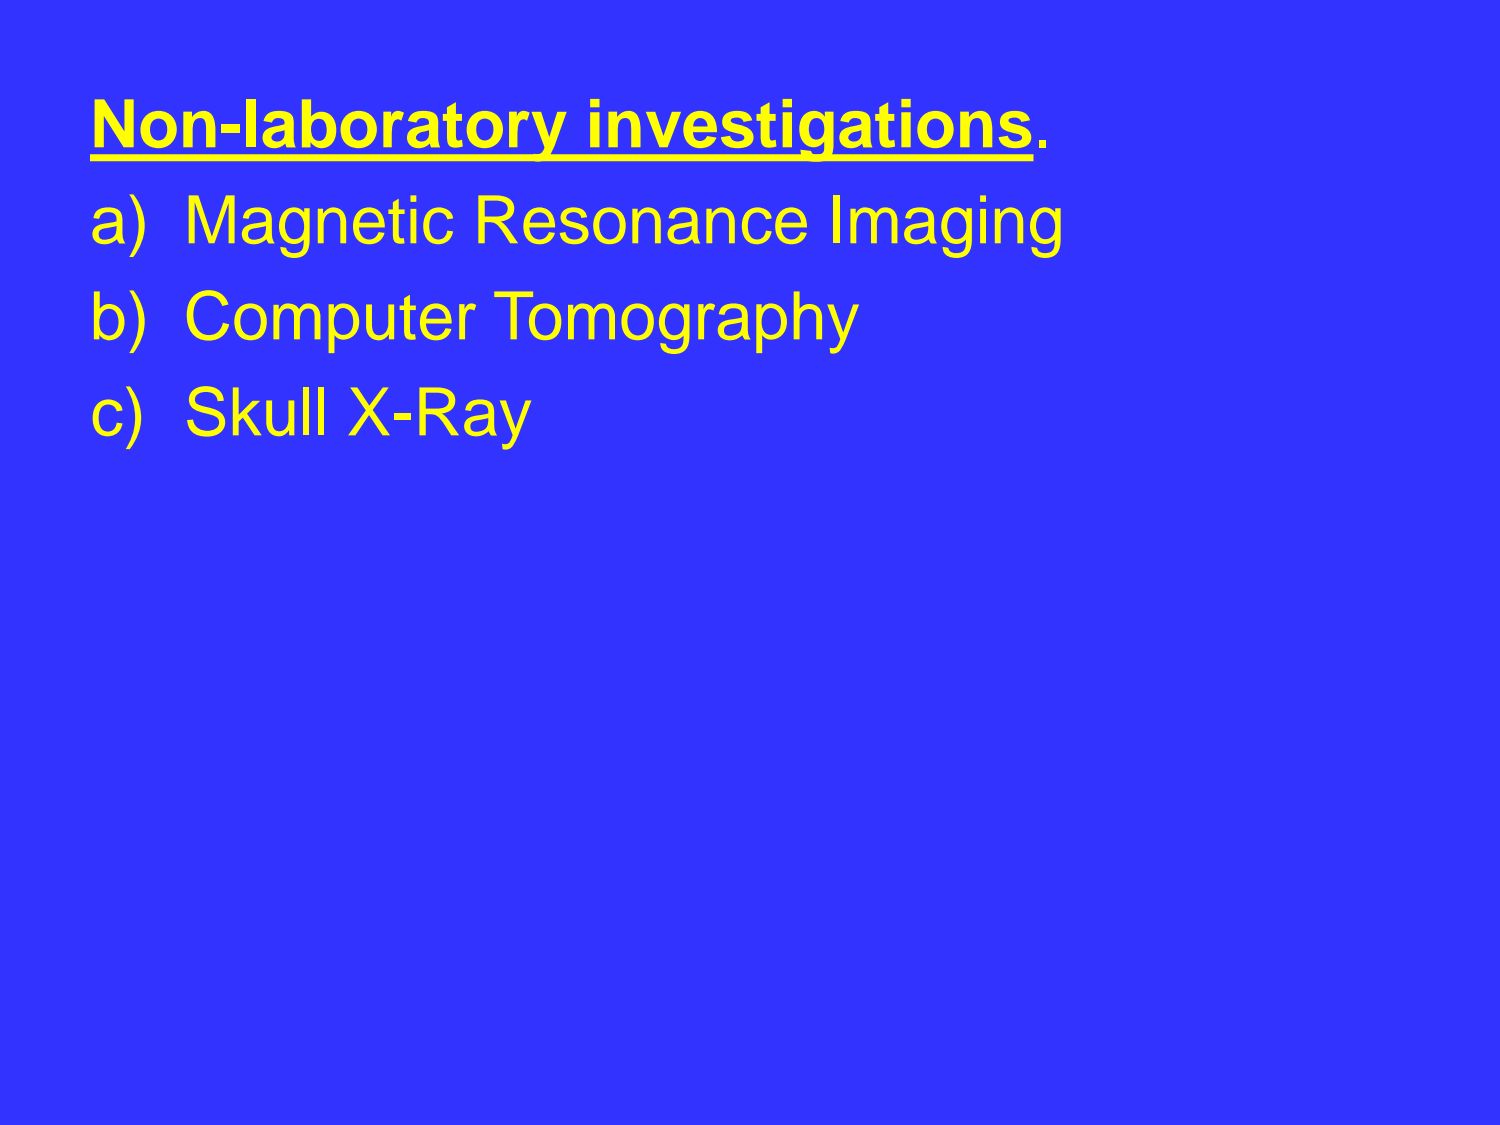 Non-laboratory investigations.
a) Magnetic Resonance Imaging
b) Computer Tomography
c) Skull X-Ray